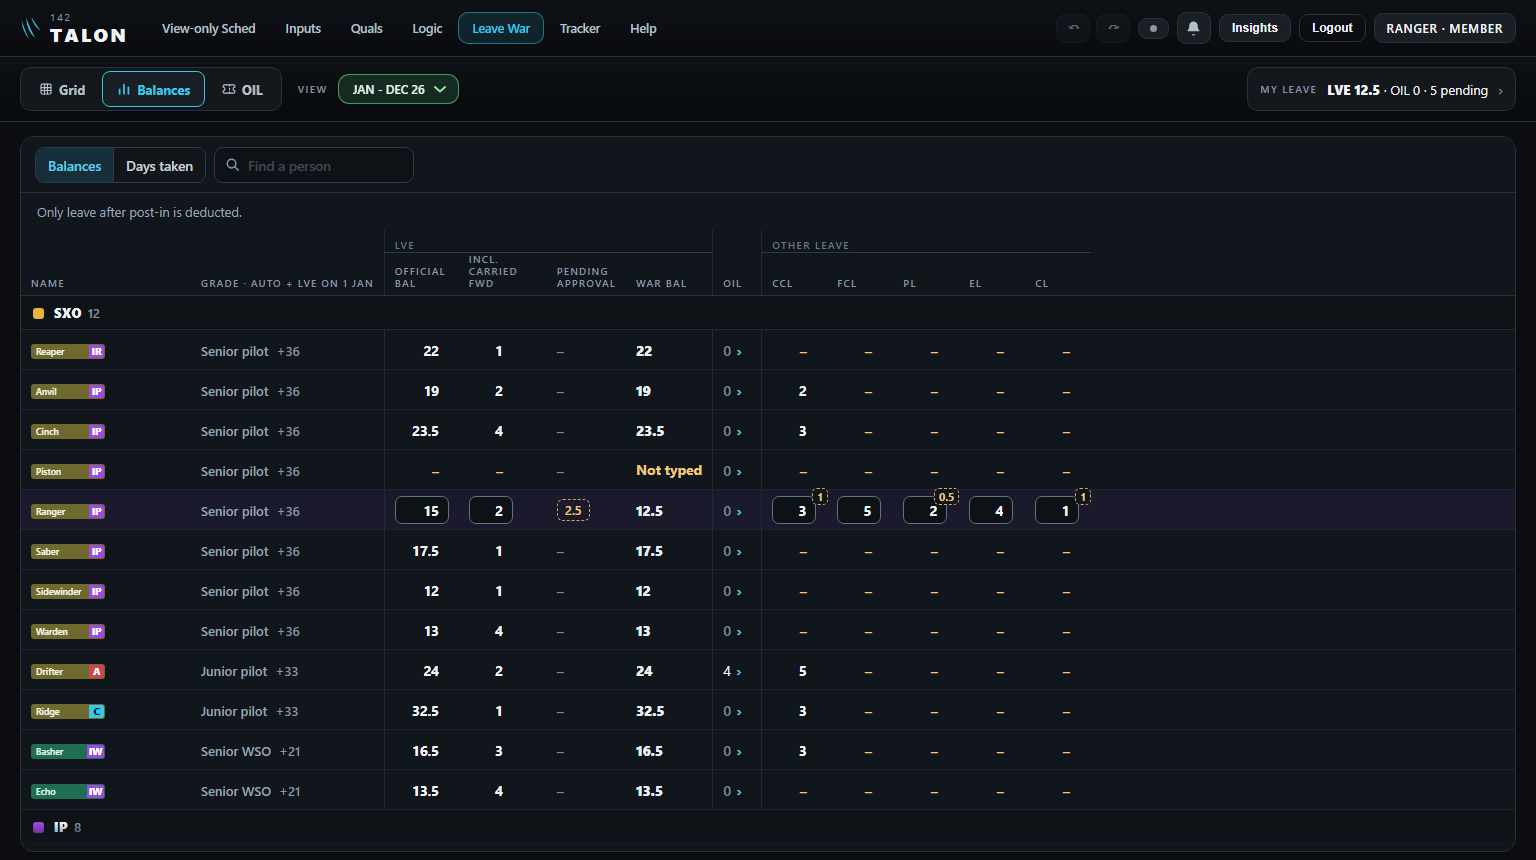 142
TALON
View-only Sched
Inputs
Quals
Logic
Leave War
Tracker
Help
Insights
Logout
RANGER · MEMBER
Grid
Balances
OIL
VIEW
JAN - DEC 26
MY LEAVE LVE 12.5 · OIL 0 · 5 pending ›
Balances
Days taken
Find a person
Only leave after post-in is deducted.
LVE
OTHER LEAVE
NAME
GRADE · AUTO + LVE ON 1 JAN
OFFICIAL BAL
INCL. CARRIED FWD
PENDING APPROVAL
WAR BAL
OIL
CCL
FCL
PL
EL
CL
SXO 12
Reaper IR Senior pilot +36 22 1 – 22 0 › – – – – –
Anvil IP Senior pilot +36 19 2 – 19 0 › 2 – – – –
Cinch IP Senior pilot +36 23.5 4 – 23.5 0 › 3 – – – –
Piston IP Senior pilot +36 – – – Not typed 0 › – – – – –
Ranger IP Senior pilot +36 15 2 2.5 12.5 0 › 3 1 5 2 0.5 4 1 1
Saber IP Senior pilot +36 17.5 1 – 17.5 0 › – – – – –
Sidewinder IP Senior pilot +36 12 1 – 12 0 › – – – – –
Warden IP Senior pilot +36 13 4 – 13 0 › – – – – –
Drifter A Junior pilot +33 24 2 – 24 4 › 5 – – – –
Ridge C Junior pilot +33 32.5 1 – 32.5 0 › 3 – – – –
Basher IW Senior WSO +21 16.5 3 – 16.5 0 › 3 – – – –
Echo IW Senior WSO +21 13.5 4 – 13.5 0 › – – – – –
IP 8